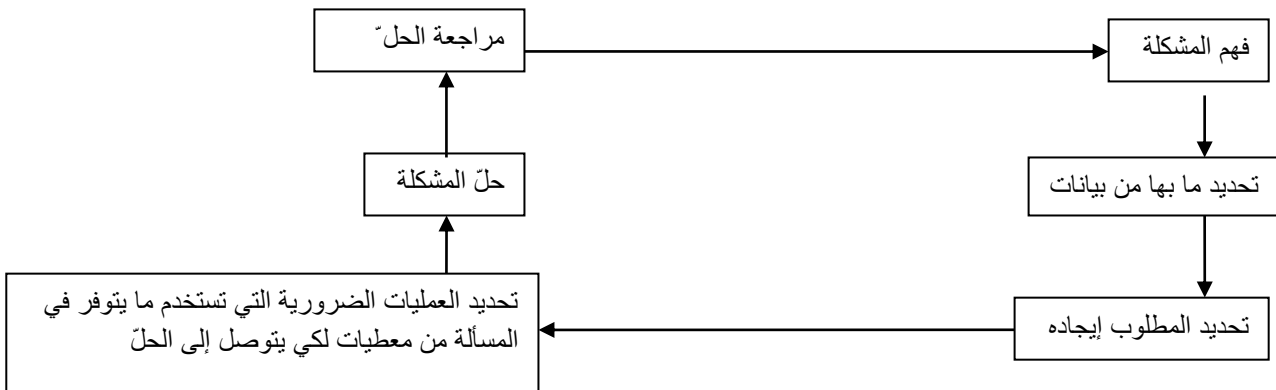 فهم المشكلة
تحديد ما بها من بيانات
تحديد المطلوب إيجاده
تحديد العمليات الضرورية التي تستخدم ما يتوفر في
المسألة من معطيات لكي يتوصل إلى الحلّ
حلّ المشكلة
مراجعة الحلّ